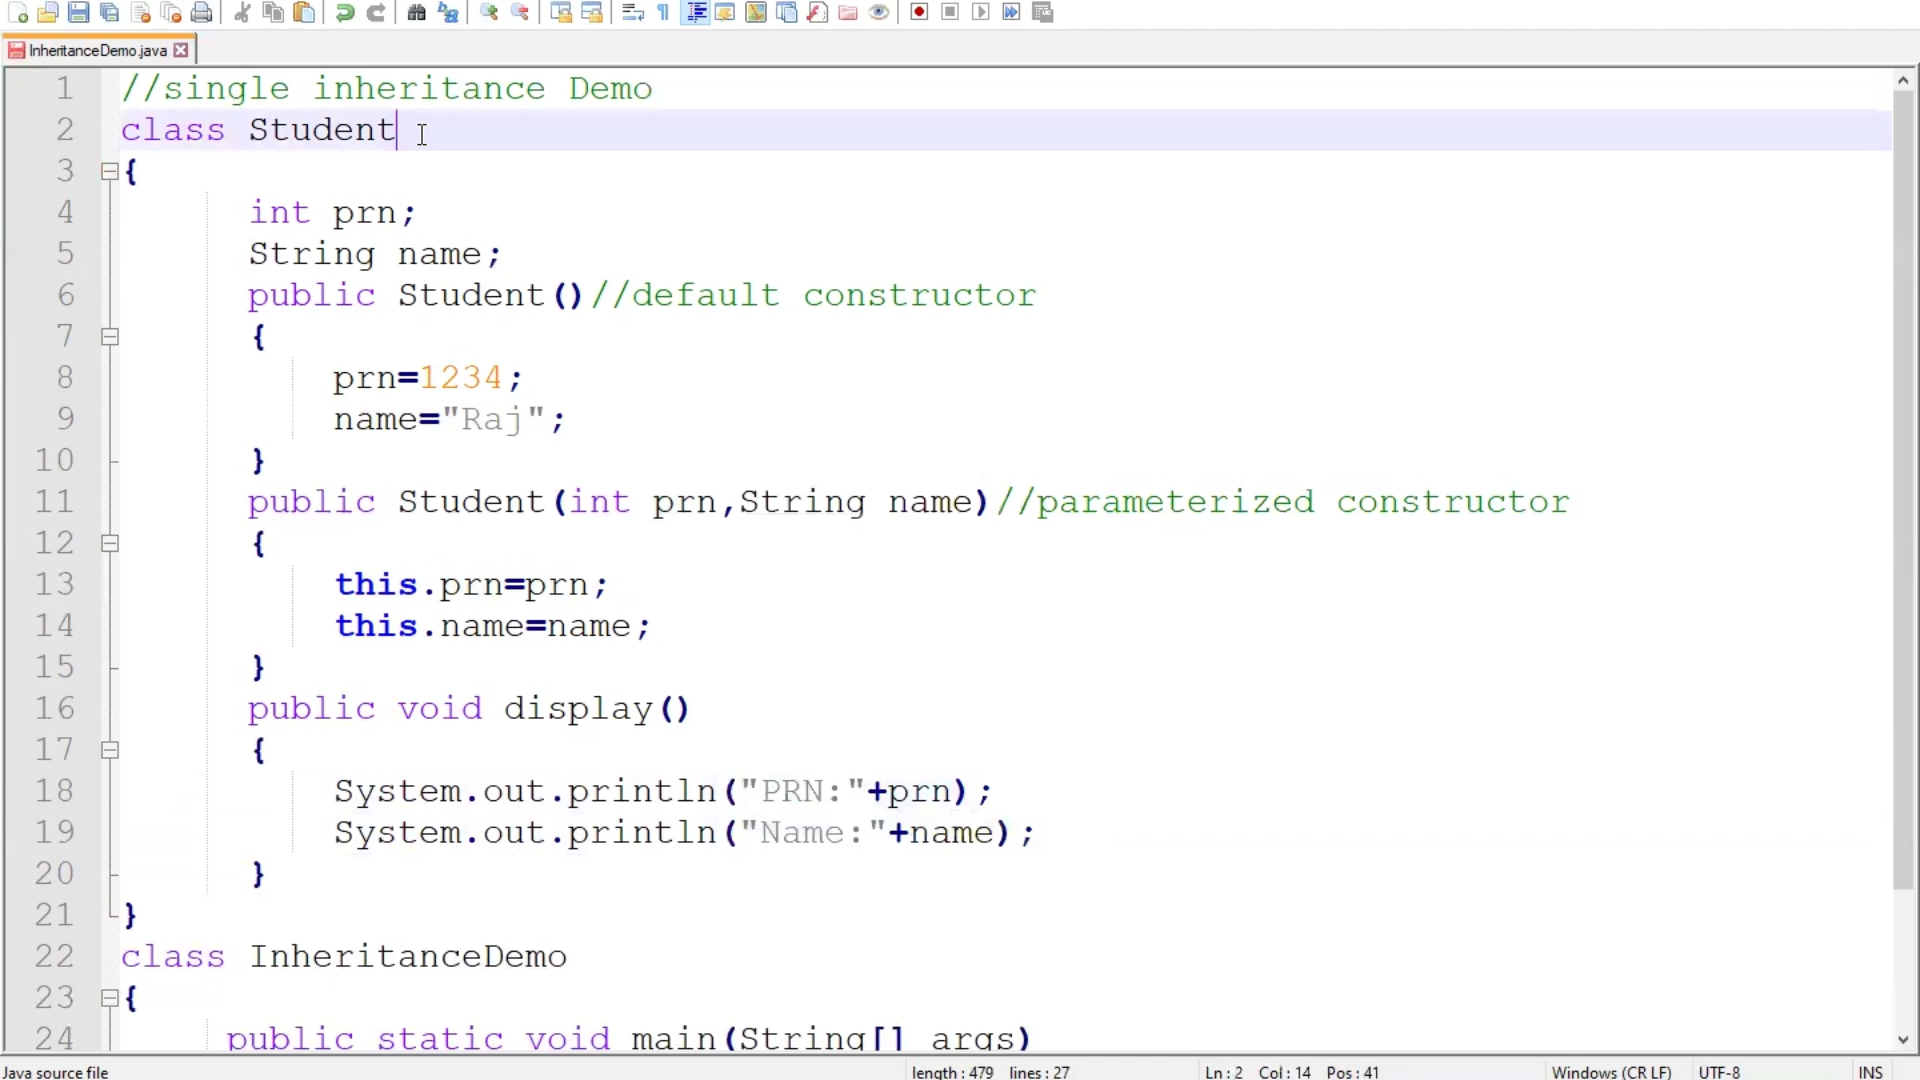 InheritanceDemo.java
1 //single inheritance Demo
2 class Student
3 {
4 int prn;
5 String name;
6 public Student()//default constructor
7 {
8 prn=1234;
9 name="Raj";
10 }
11 public Student(int prn,String name)//parameterized constructor
12 {
13 this.prn=prn;
14 this.name=name;
15 }
16 public void display()
17 {
18 System.out.println("PRN:"+prn);
19 System.out.println("Name:"+name);
20 }
21 }
22 class InheritanceDemo
23 {
24 public static void main(String[] args)
Java source file length : 479 lines : 27 Ln : 2 Col : 14 Pos : 41 Windows (CR LF) UTF-8 INS